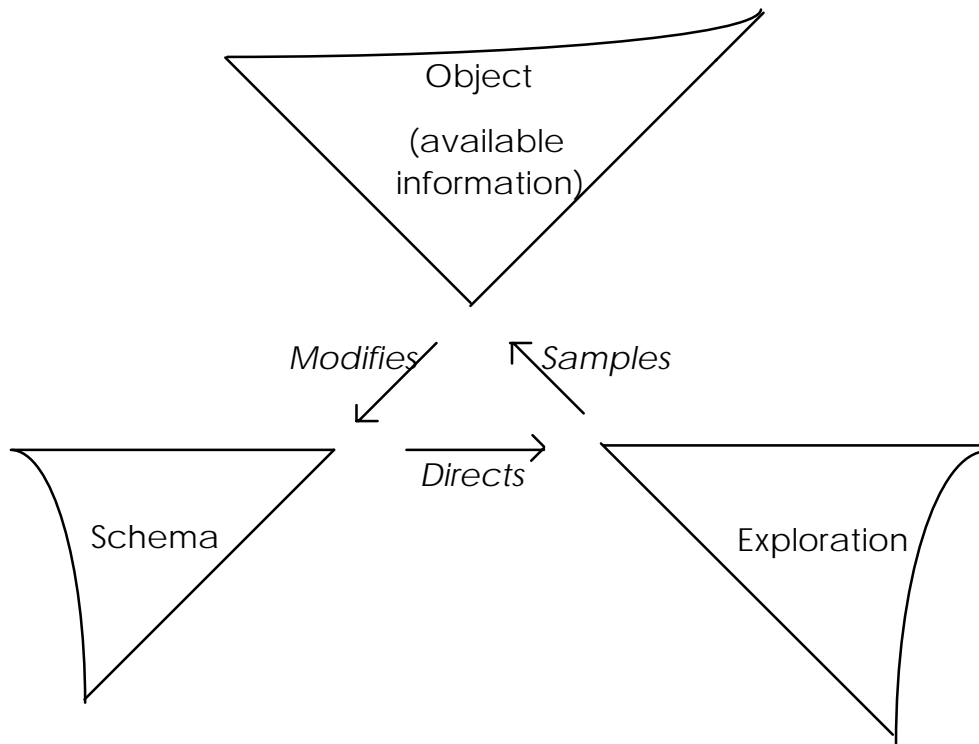 Object
(available
information)
Modifies
Samples
Directs
Schema
Exploration